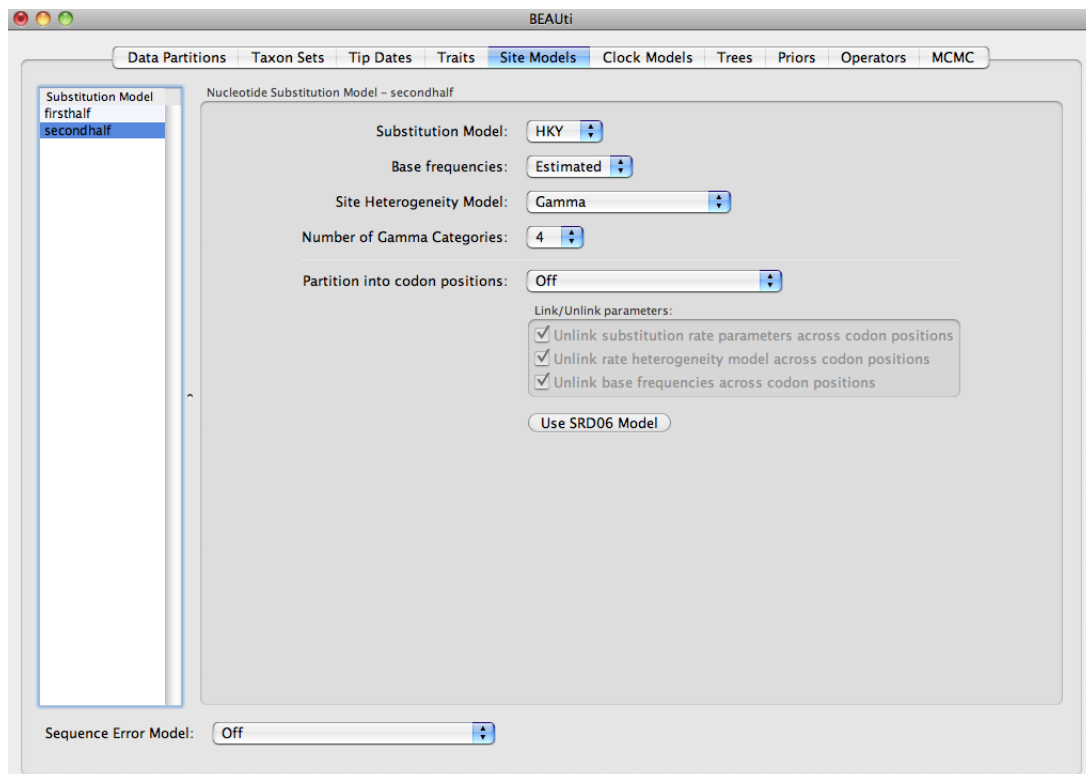 BEAUti
Data Partitions Taxon Sets Tip Dates Traits Site Models Clock Models Trees Priors Operators MCMC
Substitution Model
firsthalf
secondhalf
Nucleotide Substitution Model – secondhalf
Substitution Model: HKY
Base frequencies: Estimated
Site Heterogeneity Model: Gamma
Number of Gamma Categories: 4
Partition into codon positions: Off
Link/Unlink parameters:
Unlink substitution rate parameters across codon positions
Unlink rate heterogeneity model across codon positions
Unlink base frequencies across codon positions
Use SRD06 Model
Sequence Error Model: Off